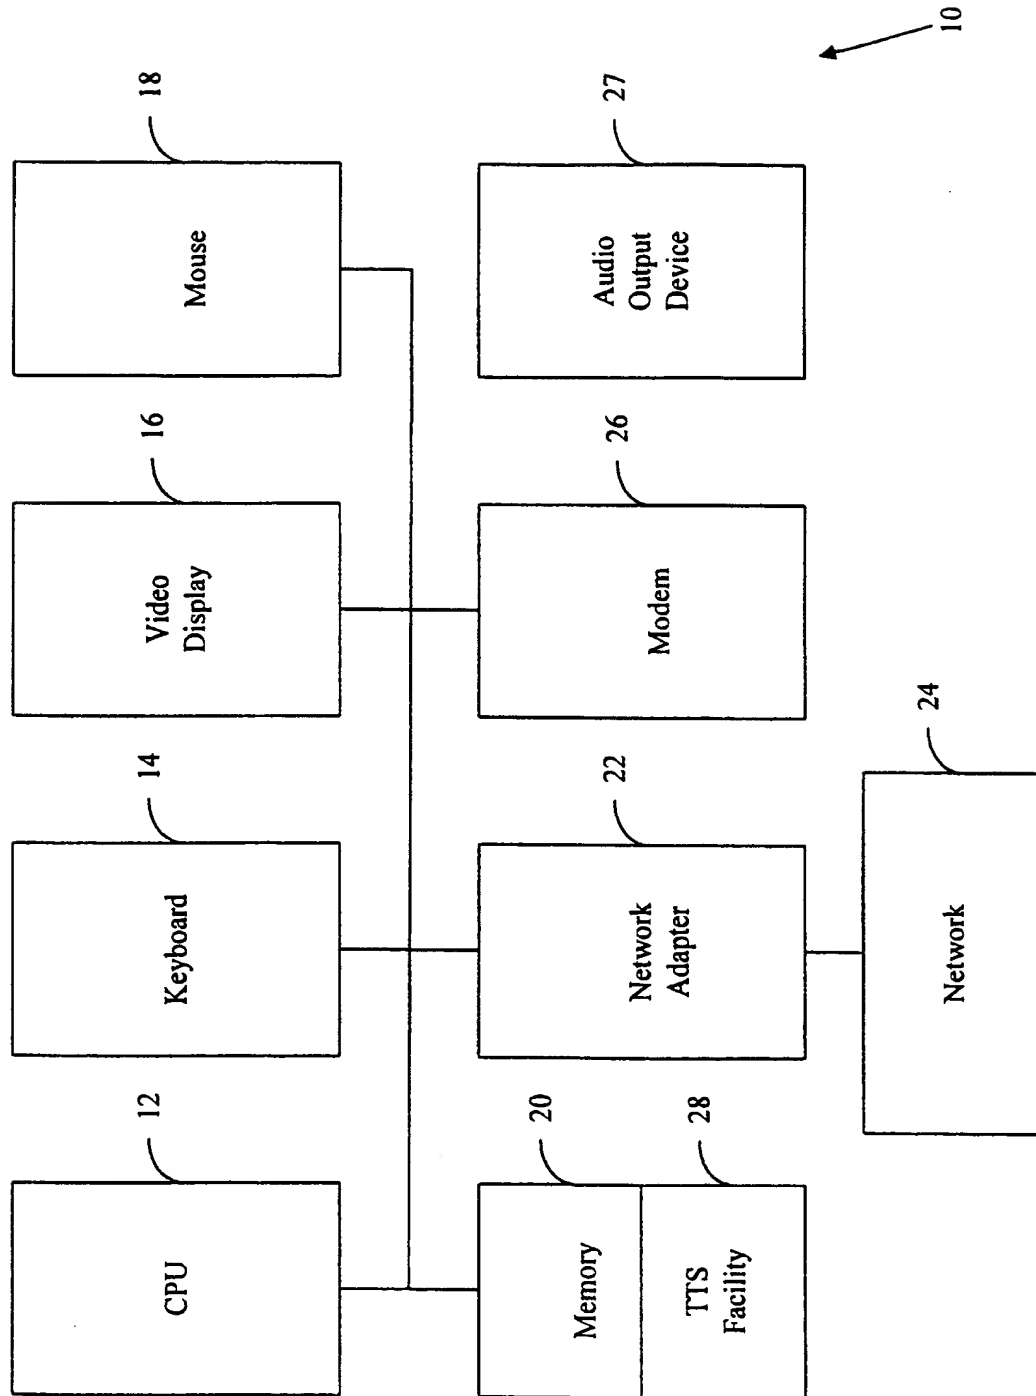 CPU
12
Keyboard
14
Video
Display
16
Mouse
18
Memory
20
TTS
Facility
28
Network
Adapter
22
Modem
26
Audio
Output
Device
27
Network
24
10